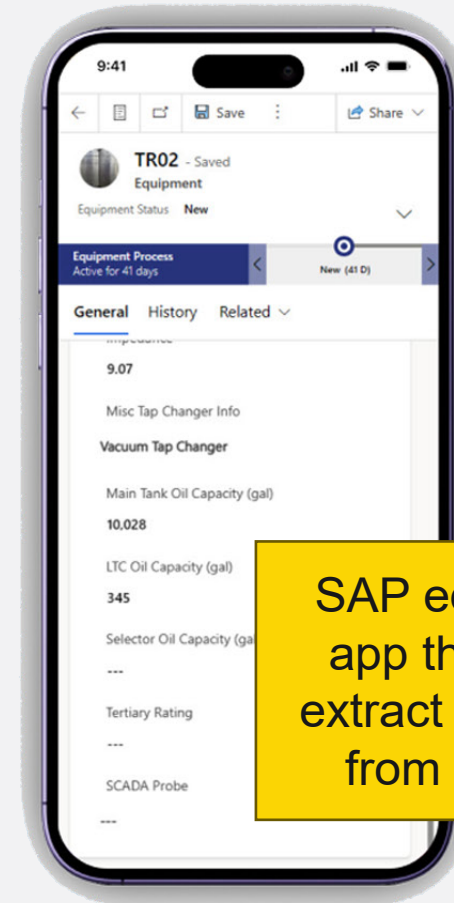 9:41
Save
Share
TR02 - Saved
Equipment
Equipment Status New
Equipment Process
Active for 41 days
New (41 D)
General History Related
Impedance
9.07
Misc Tap Changer Info
Vacuum Tap Changer
Main Tank Oil Capacity (gal)
10,028
LTC Oil Capacity (gal)
345
Selector Oil Capacity (ga
---
Tertiary Rating
---
SCADA Probe
---
SAP e
app th
extract
from